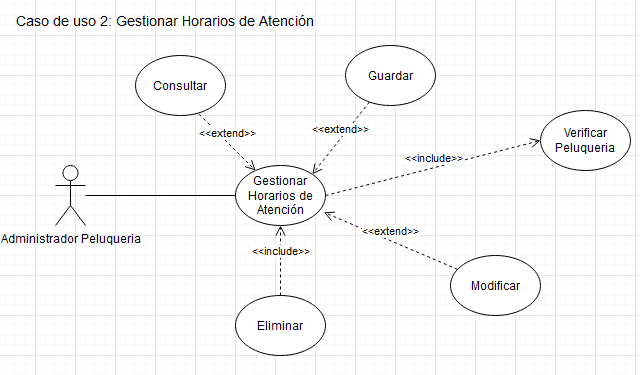 Caso de uso 2: Gestionar Horarios de Atención
Consultar
Guardar
<<extend>>
<<extend>>
Verificar
Peluqueria
<<include>>
Gestionar
Horarios de
Atención
Administrador Peluqueria
<<extend>>
<<include>>
Modificar
Eliminar